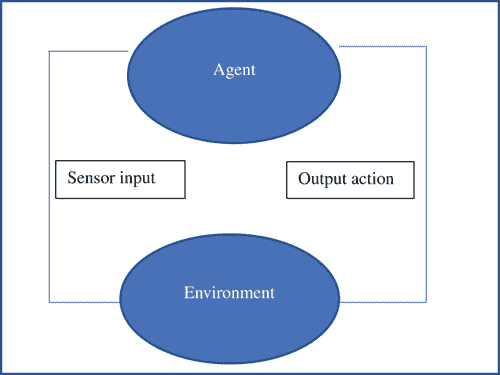 Agent
Sensor input
Output action
Environment